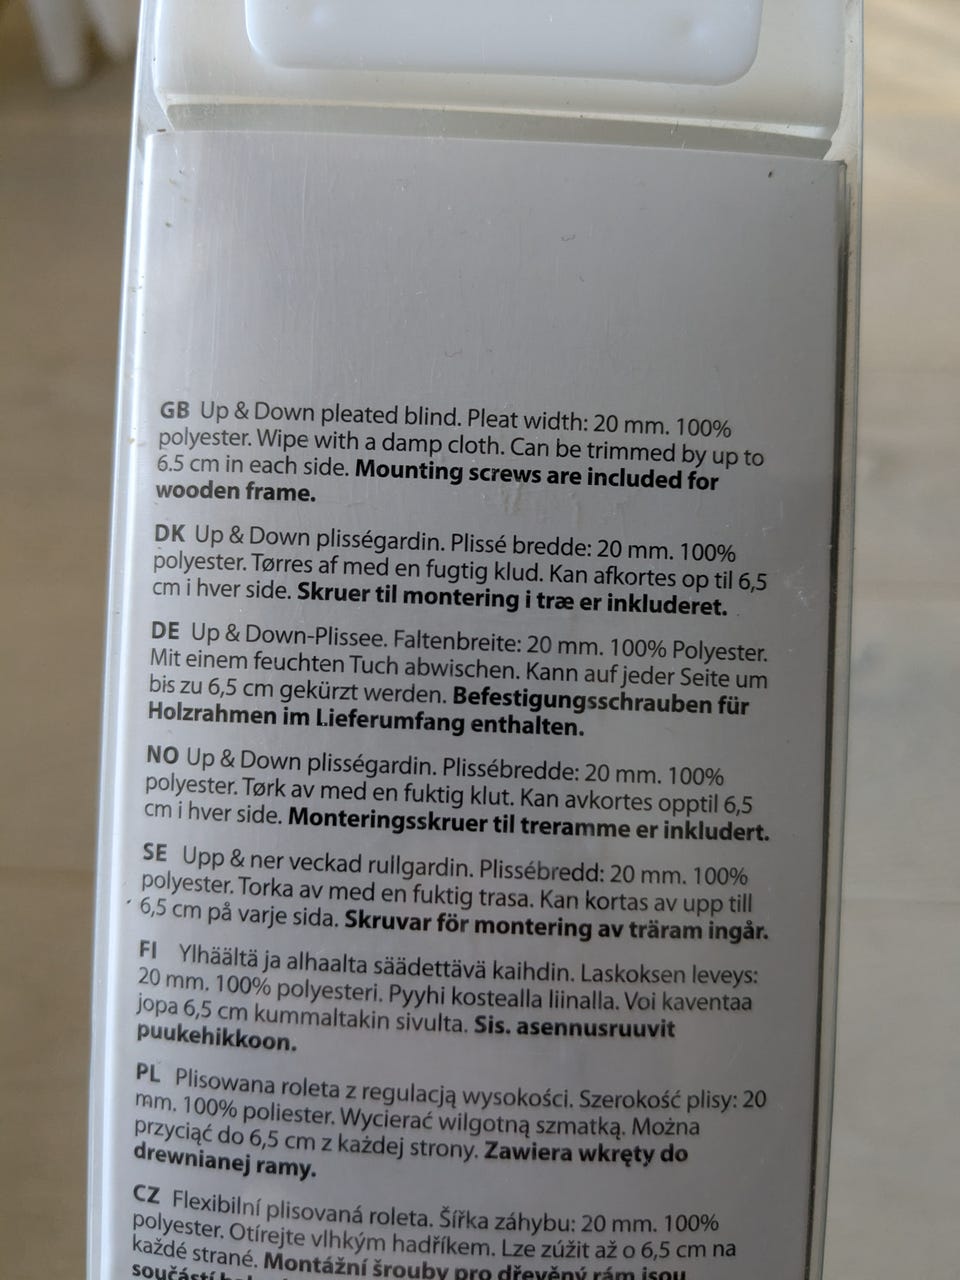 GB Up & Down pleated blind. Pleat width: 20 mm. 100%
polyester. Wipe with a damp cloth. Can be trimmed by up to
6.5 cm in each side. Mounting screws are included for
wooden frame.
DK Up & Down plisségardin. Plissé bredde: 20 mm. 100%
polyester. Tørres af med en fugtig klud. Kan afkortes op til 6,5
cm i hver side. Skruer til montering i træ er inkluderet.
DE Up & Down-Plissee. Faltenbreite: 20 mm. 100% Polyester.
Mit einem feuchten Tuch abwischen. Kann auf jeder Seite um
bis zu 6,5 cm gekürzt werden. Befestigungsschrauben für
Holzrahmen im Lieferumfang enthalten.
NO Up & Down plisségardin. Plissébredde: 20 mm. 100%
polyester. Tørk av med en fuktig klut. Kan avkortes opptil 6,5
cm i hver side. Monteringsskruer til treramme er inkludert.
SE Upp & ner veckad rullgardin. Plissébredd: 20 mm. 100%
polyester. Torka av med en fuktig trasa. Kan kortas av upp till
6,5 cm på varje sida. Skruvar för montering av träram ingår.
FI Ylhäältä ja alhaalta säädettävä kaihdin. Laskoksen leveys:
20 mm. 100% polyesteri. Pyyhi kostealla liinalla. Voi kaventaa
jopa 6,5 cm kummaltakin sivulta. Sis. asennusruuvit
puukehikkoon.
PL Plisowana roleta z regulacją wysokości. Szerokość plisy: 20
mm. 100% poliester. Wycierać wilgotną szmatką. Można
przyciąć do 6,5 cm z każdej strony. Zawiera wkręty do
drewnianej ramy.
CZ Flexibilní plisovaná roleta. Šířka záhybu: 20 mm. 100%
polyester. Otírejte vlhkým hadříkem. Lze zúžit až o 6,5 cm na
každé straně. Montážní šrouby pro dřevěný rám jsou
součástí